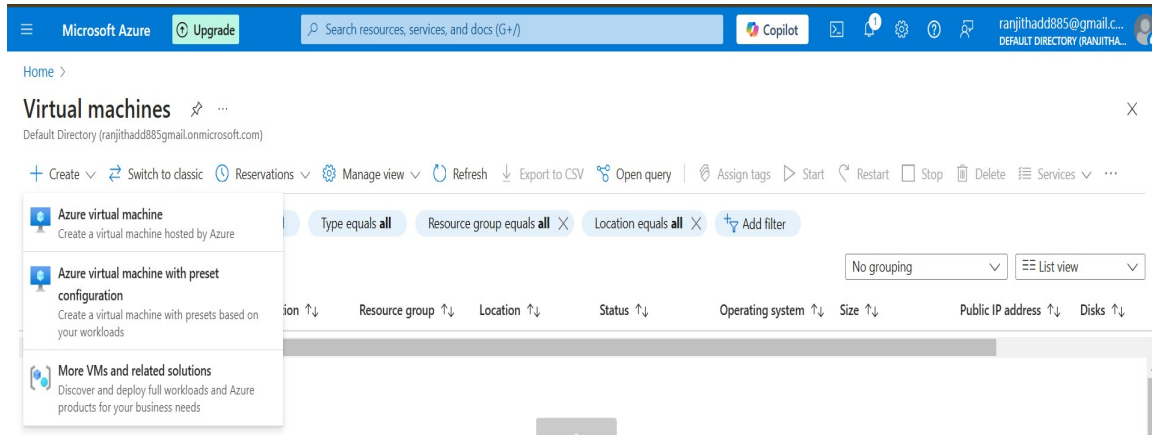 Microsoft Azure
Upgrade
Search resources, services, and docs (G+/)
Copilot
1
ranjithadd885@gmail.c...
DEFAULT DIRECTORY (RANJITHA...
Home >
Virtual machines
...
Default Directory (ranjithadd885gmail.onmicrosoft.com)
Create
Switch to classic
Reservations
Manage view
Refresh
Export to CSV
Open query
Assign tags
Start
Restart
Stop
Delete
Services
...
Azure virtual machine
Create a virtual machine hosted by Azure
Azure virtual machine with preset
configuration
Create a virtual machine with presets based on
your workloads
More VMs and related solutions
Discover and deploy full workloads and Azure
products for your business needs
Type equals all
Resource group equals all
Location equals all
Add filter
No grouping
List view
Resource group
Location
Status
Operating system
Size
Public IP address
Disks